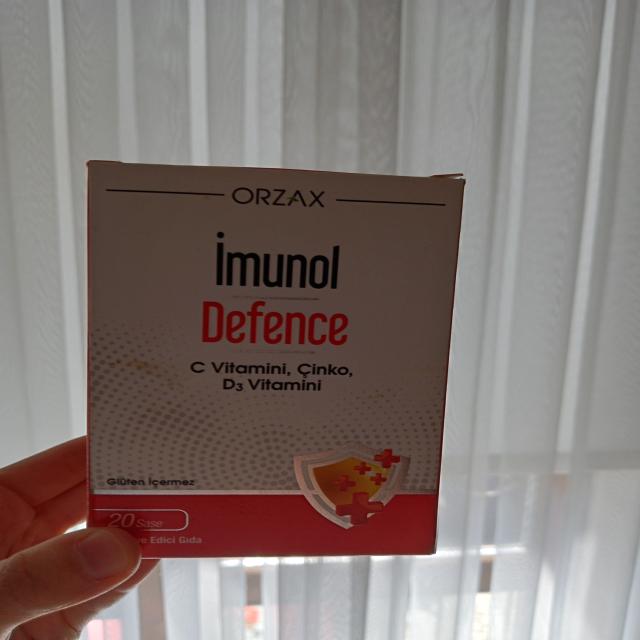 ORZAX
İmunol
Defence
C Vitamini, Çinko,
D₃ Vitamini
Glüten İçermez
20 Şase
Edici Gıda